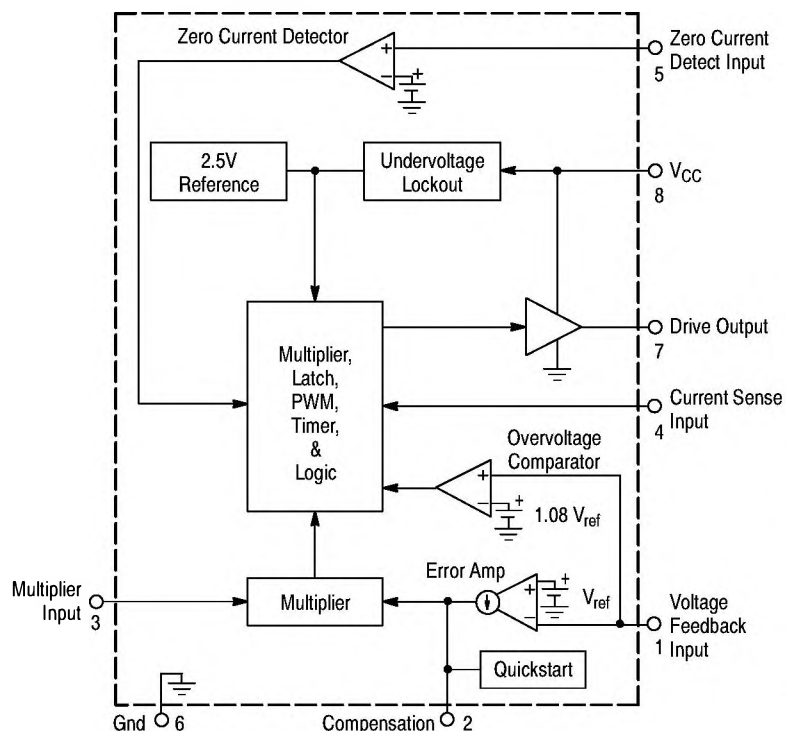 Zero Current Detector
+
−
+
Zero Current
Detect Input
5
2.5V
Reference
Undervoltage
Lockout
VCC
8
Multiplier,
Latch,
PWM,
Timer,
&
Logic
Drive Output
7
Current Sense
Input
4
Overvoltage
Comparator
+
−
+
1.08 Vref
Error Amp
+
−
+
Vref
Multiplier
Input
3
Multiplier
Voltage
Feedback
Input
1
Quickstart
Gnd
6
Compensation
2